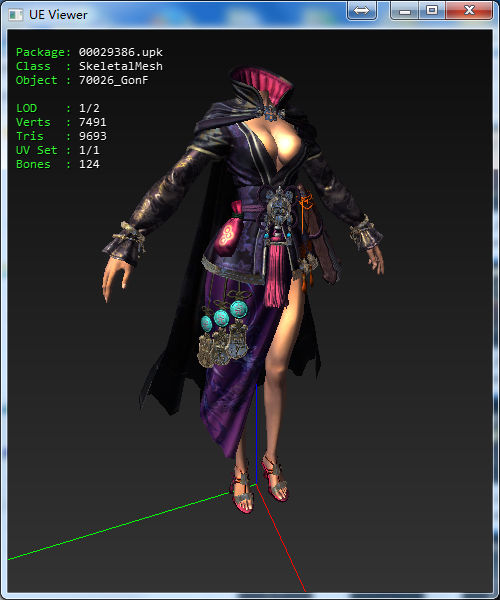 UE Viewer
Package: 00029386.upk
Class : SkeletalMesh
Object : 70026_GonF
LOD : 1/2
Verts : 7491
Tris : 9693
UV Set : 1/1
Bones : 124